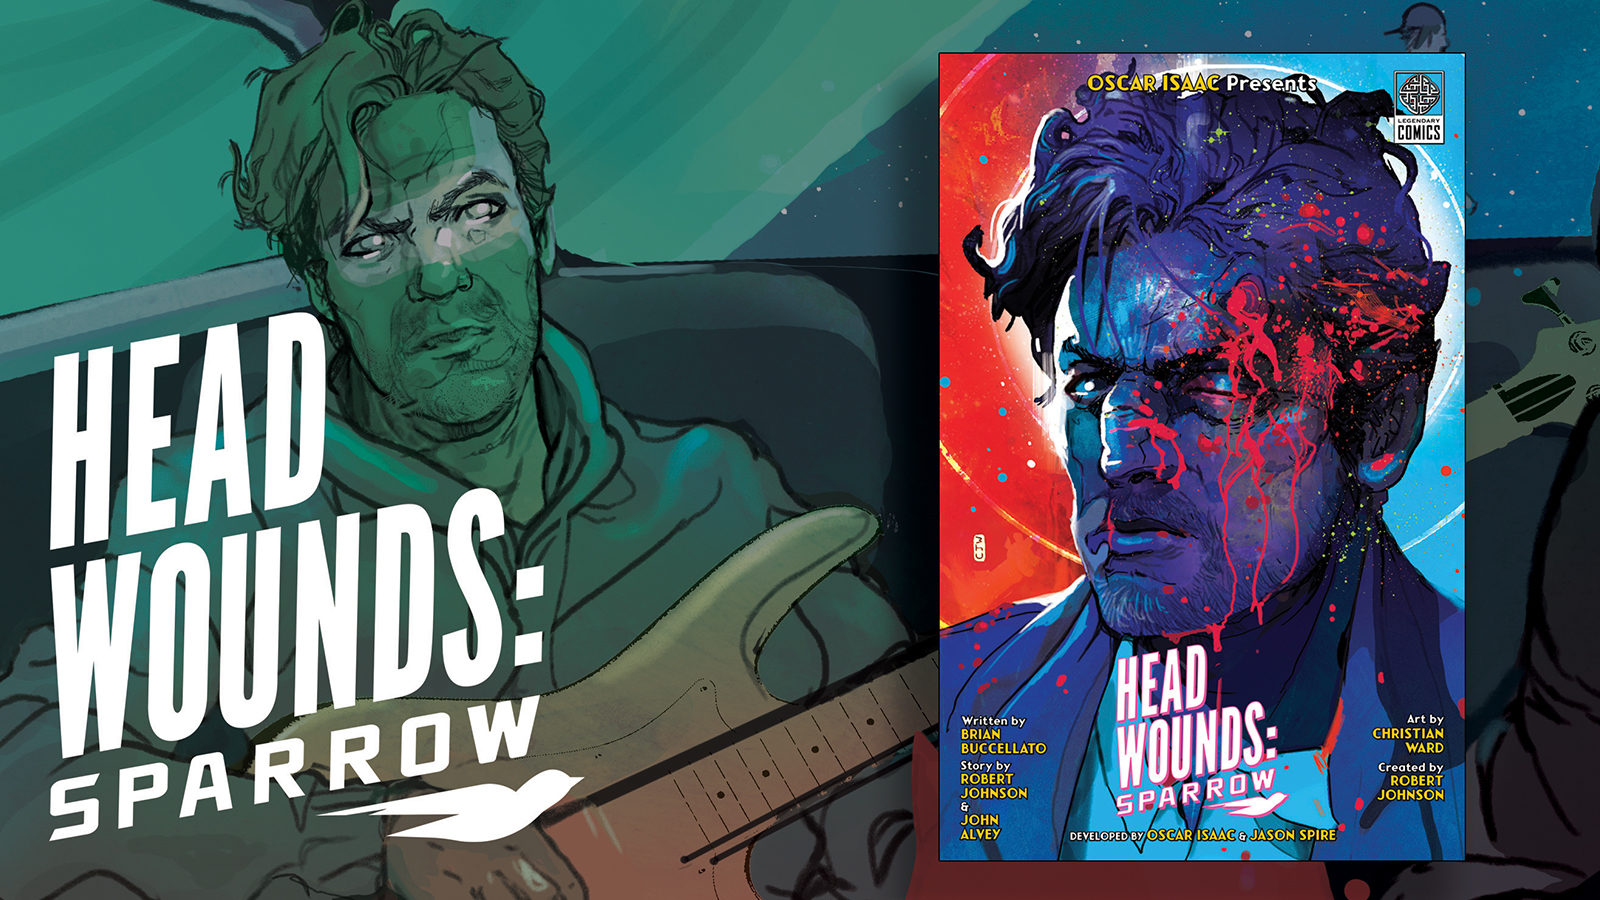 HEAD
WOUNDS:
SPARROW
OSCAR ISAAC Presents
LEGENDARY
COMICS
HEAD
WOUNDS:
SPARROW
Written by
BRIAN
BUCCELLATO
Story by
ROBERT
JOHNSON
&
JOHN
ALVEY
Art by
CHRISTIAN
WARD
Created by
ROBERT
JOHNSON
DEVELOPED BY OSCAR ISAAC & JASON SPIRE